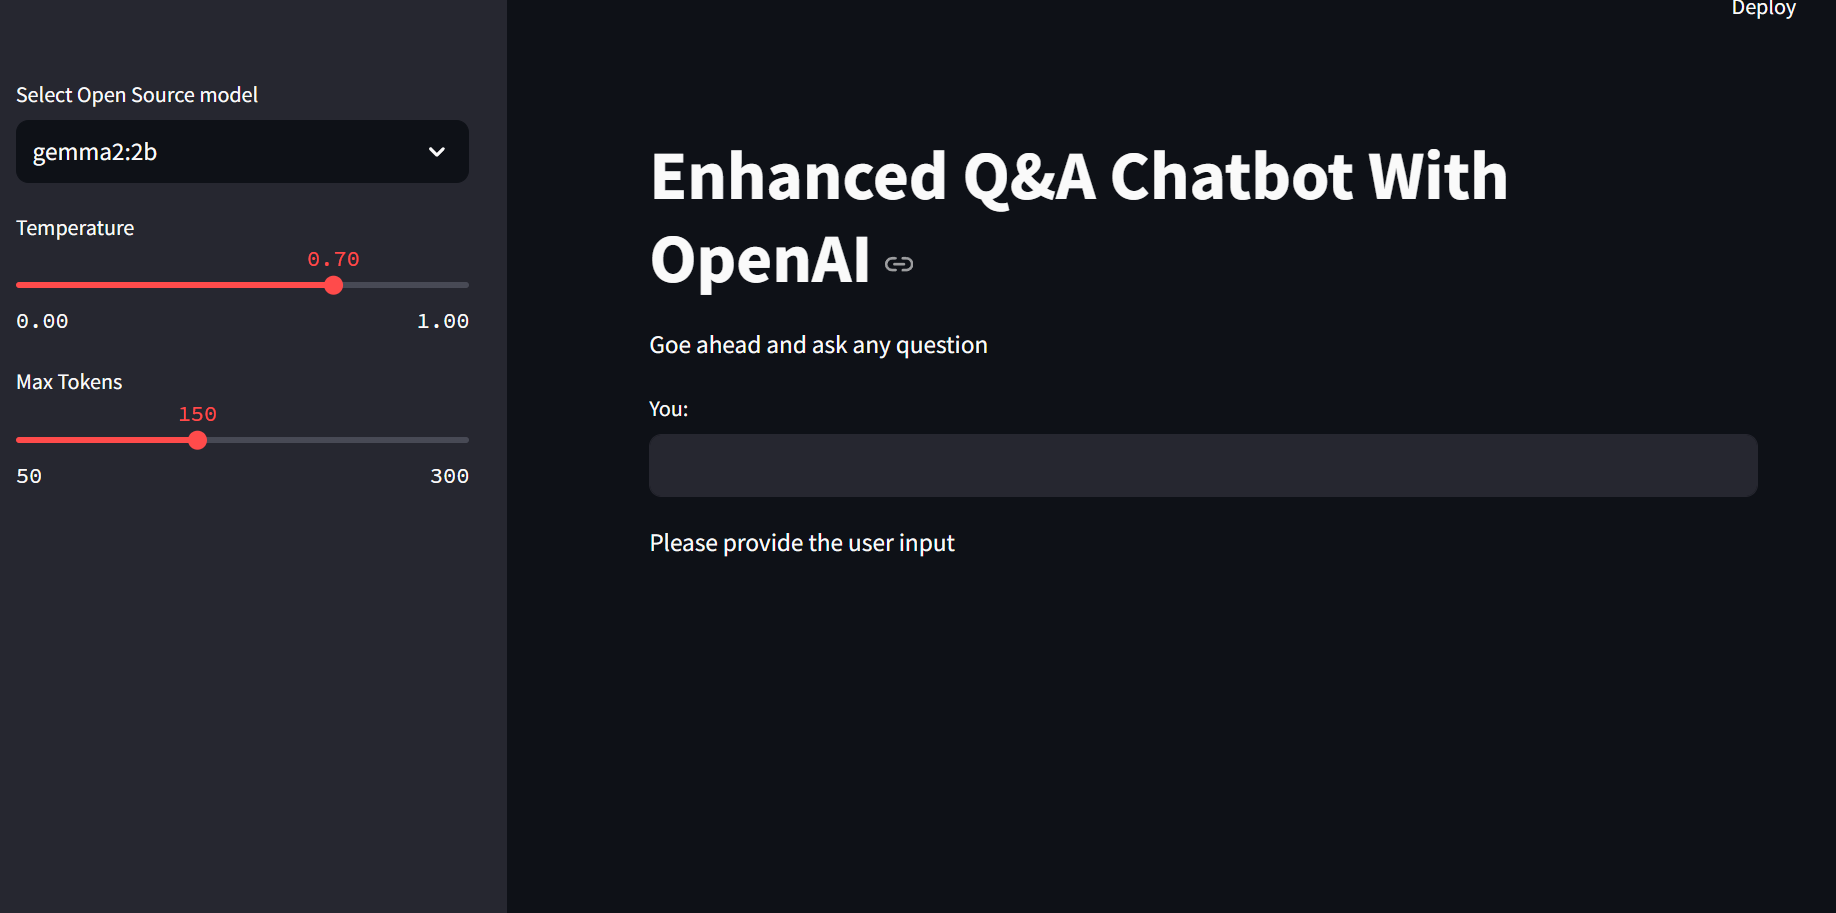 Deploy
Select Open Source model
gemma2:2b
Temperature
0.70
0.00 1.00
Max Tokens
150
50 300
Enhanced Q&A Chatbot With
OpenAI
Goe ahead and ask any question
You:
Please provide the user input